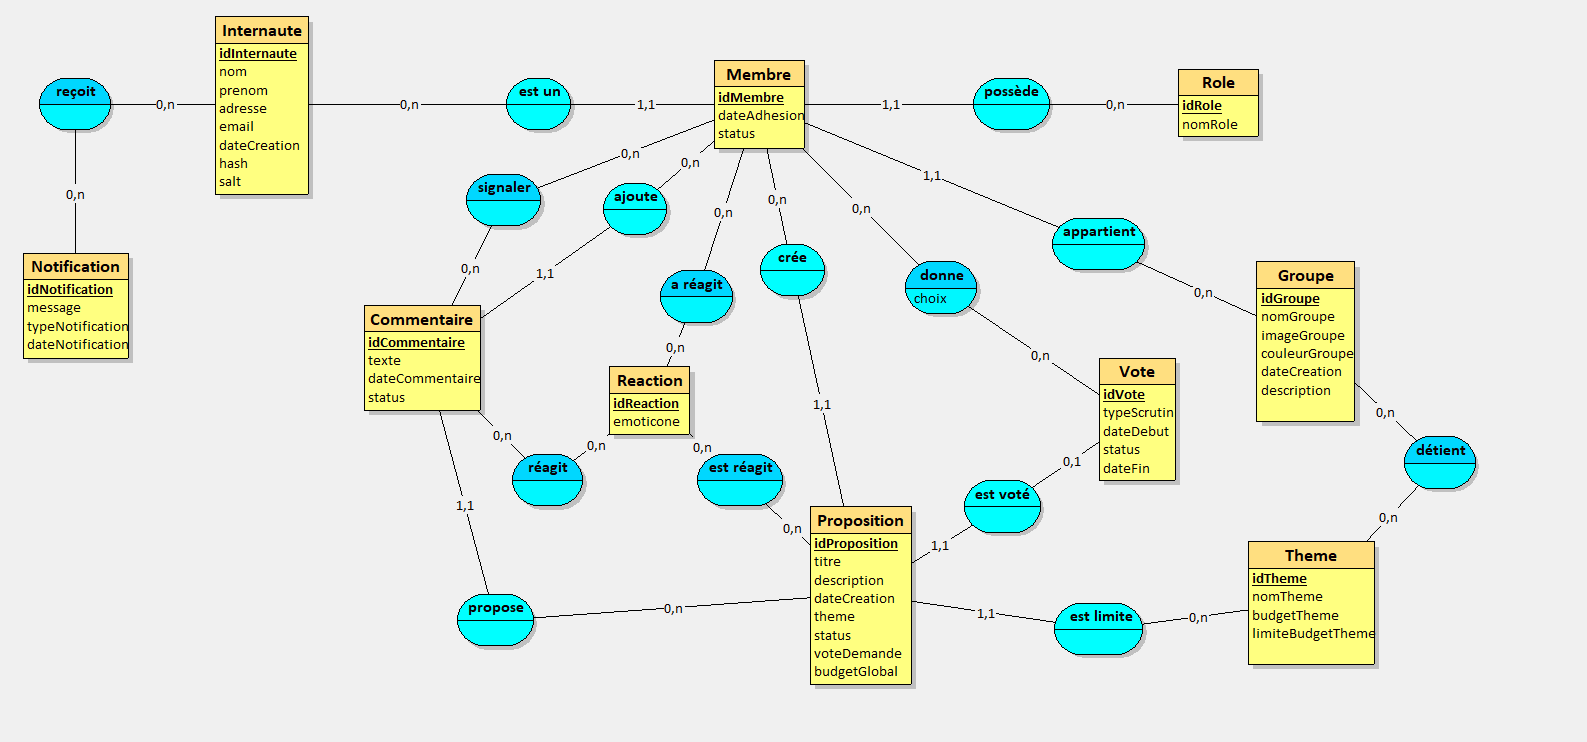 Internaute
idInternaute
nom
prenom
adresse
email
dateCreation
hash
salt
reçoit
0,n
0,n
Notification
idNotification
message
typeNotification
dateNotification
0,n
est un
1,1
Membre
idMembre
dateAdhesion
status
1,1
possède
0,n
Role
idRole
nomRole
0,n
signaler
0,n
0,n
ajoute
1,1
0,n
a réagit
0,n
0,n
crée
1,1
0,n
donne
choix
0,n
1,1
appartient
0,n
Groupe
idGroupe
nomGroupe
imageGroupe
couleurGroupe
dateCreation
description
Commentaire
idCommentaire
texte
dateCommentaire
status
Reaction
idReaction
emoticone
Vote
idVote
typeScrutin
dateDebut
status
dateFin
0,n
réagit
0,n
0,n
est réagit
0,n
0,1
est voté
1,1
0,n
détient
0,n
1,1
propose
0,n
Proposition
idProposition
titre
description
dateCreation
theme
status
voteDemande
budgetGlobal
1,1
est limite
0,n
Theme
idTheme
nomTheme
budgetTheme
limiteBudgetTheme